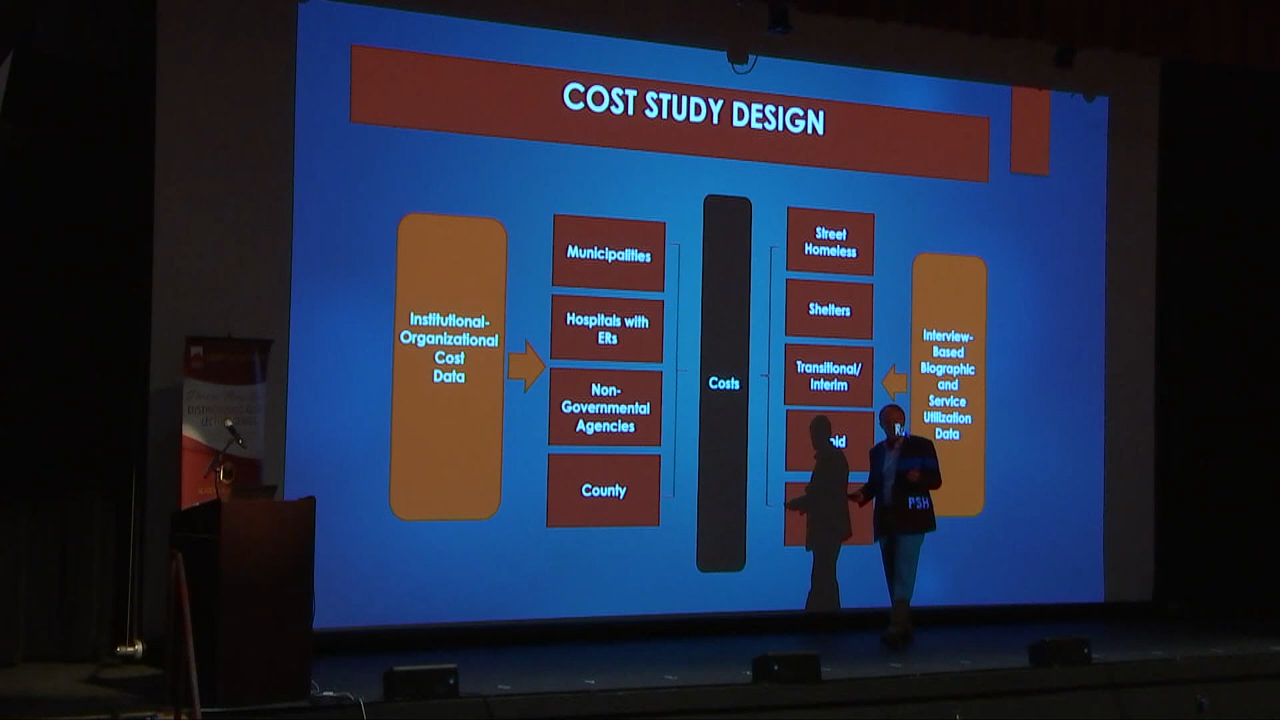 COST STUDY DESIGN
Institutional-
Organizational
Cost
Data
Municipalities
Hospitals with
ERs
Non-
Governmental
Agencies
County
Costs
Street
Homeless
Shelters
Transitional/
Interim
PSH
Interview-
Based
Biographic
and
Service
Utilization
Data